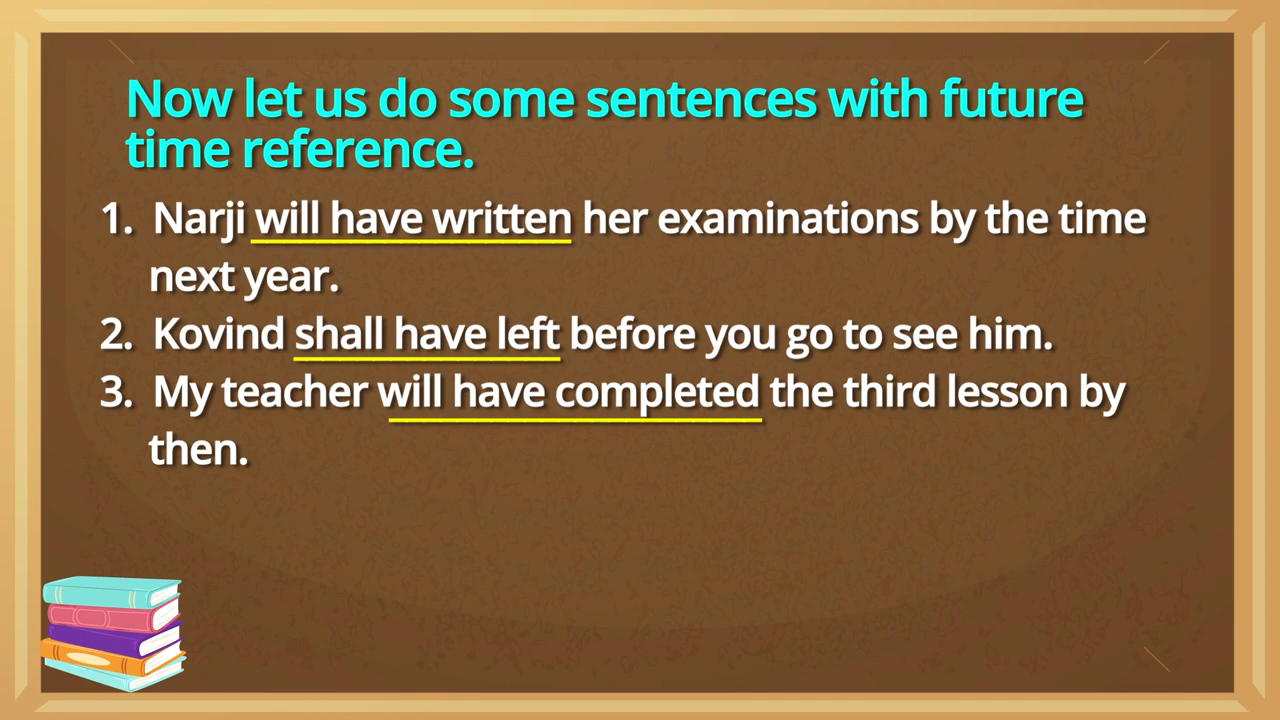 Now let us do some sentences with future
time reference.
1. Narji will have written her examinations by the time
next year.
2. Kovind shall have left before you go to see him.
3. My teacher will have completed the third lesson by
then.